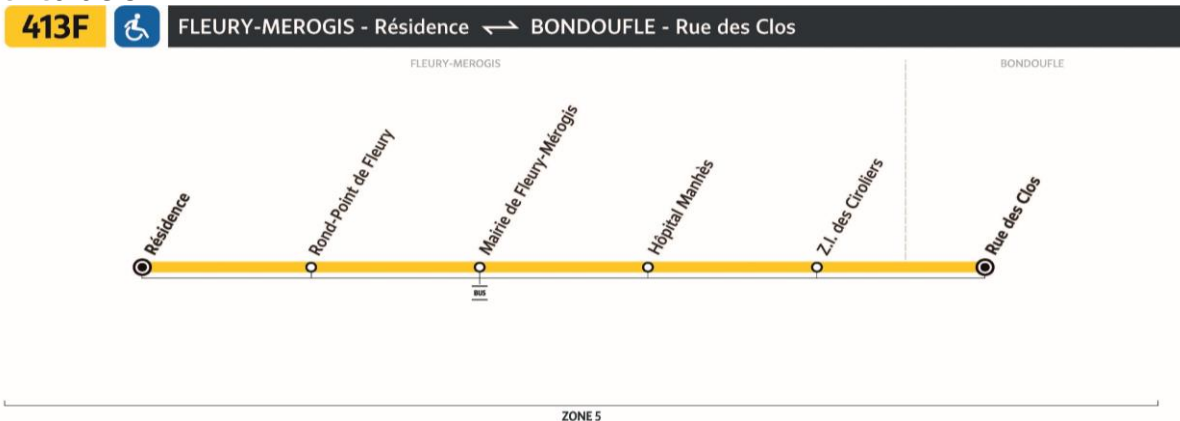 413F FLEURY-MEROGIS - Résidence BONDOUFLE - Rue des Clos
FLEURY-MEROGIS BONDOUFLE
Résidence
Rond-Point de Fleury
Mairie de Fleury-Mérogis
Hôpital Manhès
Z.I. des Ciroliers
Rue des Clos
BUS
ZONE 5